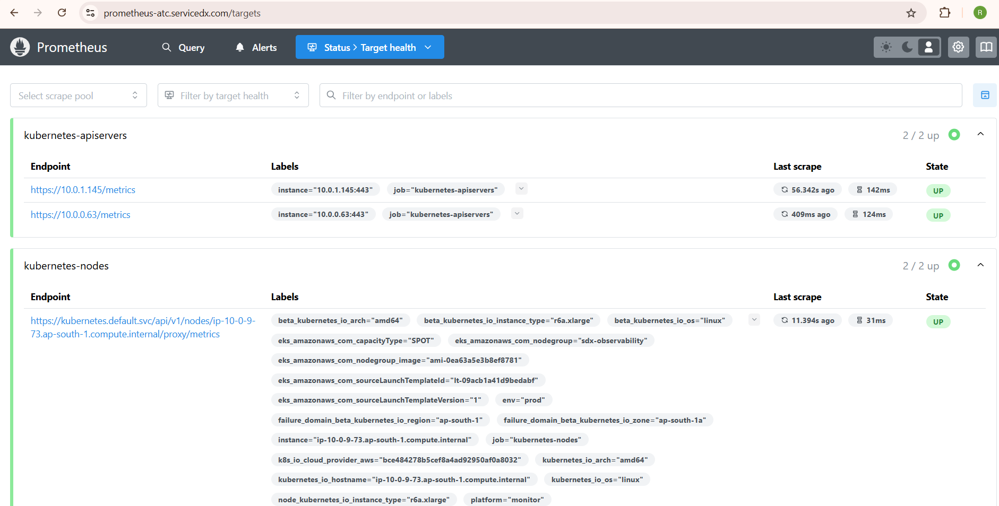 prometheus-atc.servicedx.com/targets
R
Prometheus
Query
Alerts
Status > Target health
Select scrape pool
Filter by target health
Filter by endpoint or labels
kubernetes-apiservers
2 / 2 up
Endpoint Labels Last scrape State
https://10.0.1.145/metrics instance="10.0.1.145:443" job="kubernetes-apiservers" 56.342s ago 142ms UP
https://10.0.0.63/metrics instance="10.0.0.63:443" job="kubernetes-apiservers" 409ms ago 124ms UP
kubernetes-nodes
2 / 2 up
Endpoint Labels Last scrape State
https://kubernetes.default.svc/api/v1/nodes/ip-10-0-9-
73.ap-south-1.compute.internal/proxy/metrics
beta_kubernetes_io_arch="amd64" beta_kubernetes_io_instance_type="r6a.xlarge" beta_kubernetes_io_os="linux"
eks_amazonaws_com_capacityType="SPOT" eks_amazonaws_com_nodegroup="sdx-observability"
eks_amazonaws_com_nodegroup_image="ami-0ea63a5e3b8ef8781"
eks_amazonaws_com_sourceLaunchTemplateId="lt-09acb1a41d9bedabf"
eks_amazonaws_com_sourceLaunchTemplateVersion="1" env="prod"
failure_domain_beta_kubernetes_io_region="ap-south-1" failure_domain_beta_kubernetes_io_zone="ap-south-1a"
instance="ip-10-0-9-73.ap-south-1.compute.internal" job="kubernetes-nodes"
k8s_io_cloud_provider_aws="bce484278b5cef8a4ad92950af0a8032" kubernetes_io_arch="amd64"
kubernetes_io_hostname="ip-10-0-9-73.ap-south-1.compute.internal" kubernetes_io_os="linux"
node_kubernetes_io_instance_type="r6a.xlarge" platform="monitor"
11.394s ago 31ms UP